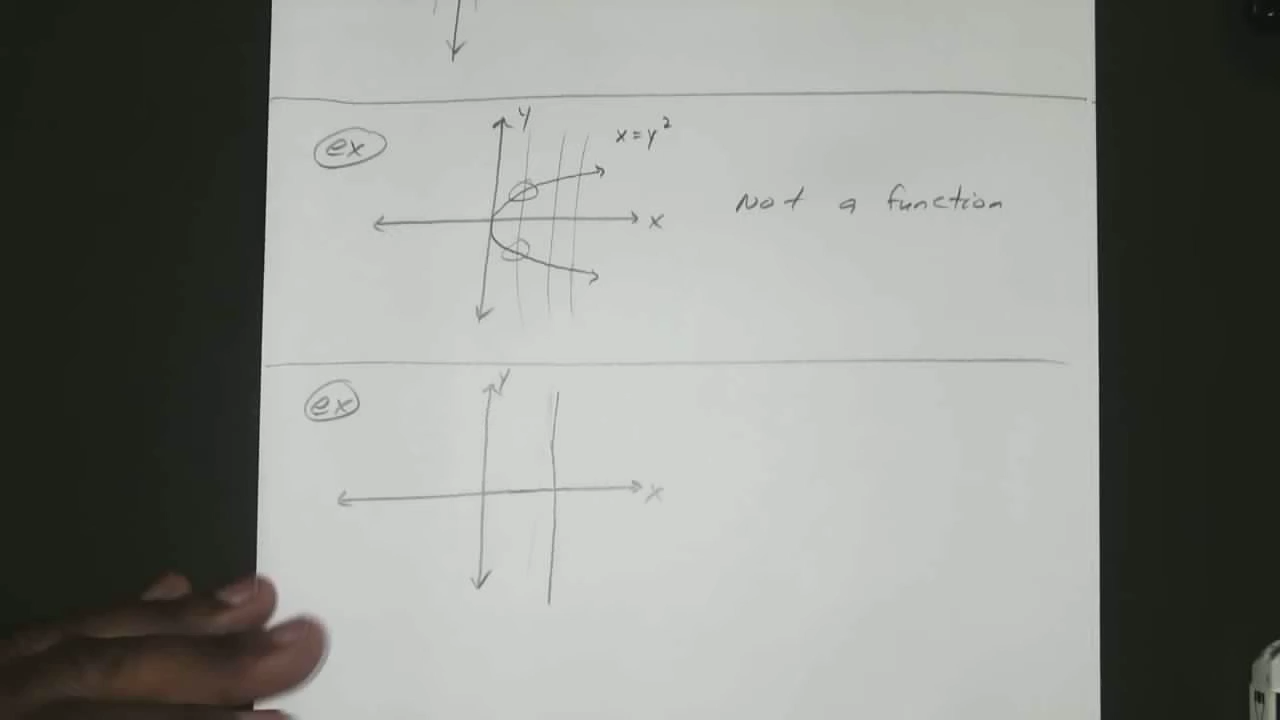 ex
y
x = y²
x
Not a function
ex
y
x